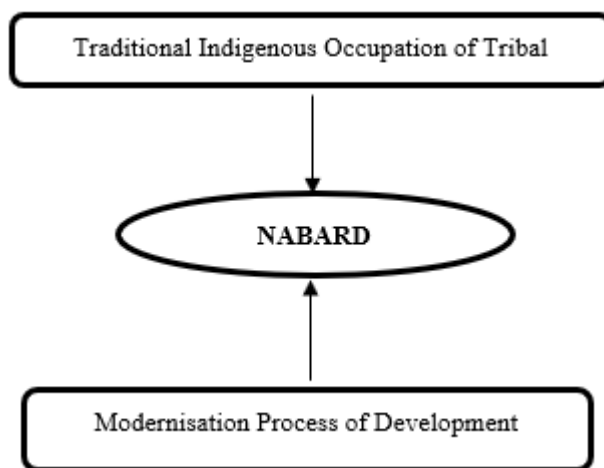 Traditional Indigenous Occupation of Tribal
NABARD
Modernisation Process of Development